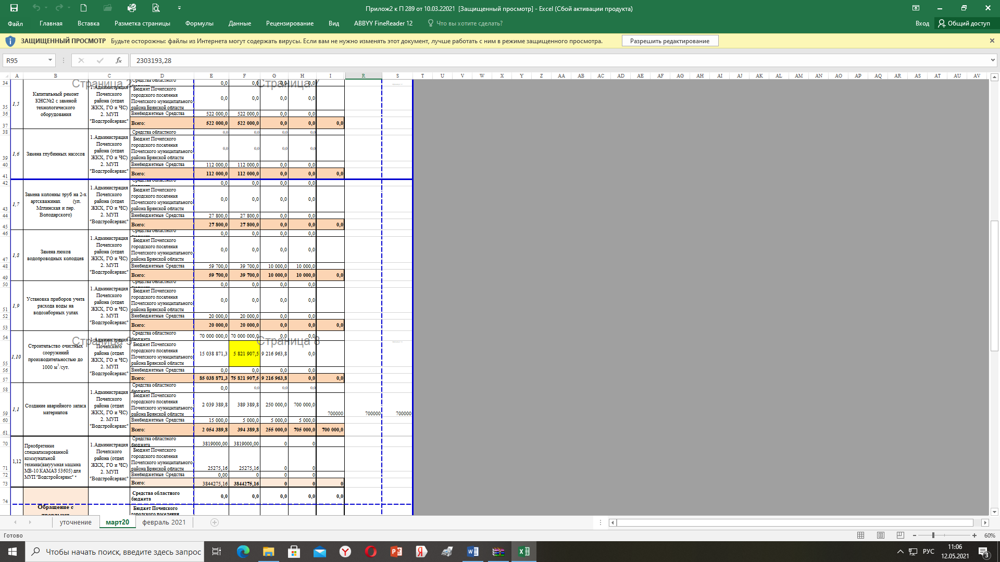 Прилож2 к П 289 от 10.03.22021 [Защищенный просмотр] - Excel (Сбой активации продукта)
Файл Главная Вставка Разметка страницы Формулы Данные Рецензирование Вид ABBYY FineReader 12 Что вы хотите сделать? Вход Общий доступ
ЗАЩИЩЕННЫЙ ПРОСМОТР Будьте осторожны: файлы из Интернета могут содержать вирусы. Если вам не нужно изменять этот документ, лучше работать с ним в режиме защищенного просмотра. Разрешить редактирование
R95 fx 2303193,28
A B C D E F G H I R S T U V W X Y Z AA AB AC AD AE AF AG AH AI AJ AK AL AM AN AO AP AQ AR AS AT AU AV
Страница 2 Страница 7
34 Средства областного 0,0 0,0 0,0 0,0
1,5
Капитальный ремонт
КНС№2 с заменой
технологического
оборудования
1.Администрация
Почепского
района (отдел
ЖКХ, ГО и ЧС)
2. МУП
"Водстройсервис"
Бюджет Почепского
городского поселения
Почепского муниципального
района Брянской области
35 0,0 0,0 0,0 0,0
36 Внебюджетные Средства 522 000,0 522 000,0 0,0 0,0
37 Всего: 522 000,0 522 000,0 0,0 0,0 0,0
38 Средства областного 0,0 0,0 0,0 0,0
1,6 Замена глубинных насосов
1.Администрация
Почепского
района (отдел
ЖКХ, ГО и ЧС)
2. МУП
"Водстройсервис"
Бюджет Почепского
городского поселения
Почепского муниципального
района Брянской области
39 0,0 0,0 0,0 0,0
40 Внебюджетные Средства 112 000,0 112 000,0 0,0 0,0
41 Всего: 112 000,0 112 000,0 0,0 0,0 0,0
42 Средства областного 0,0 0,0 0,0 0,0
1,7
Замена колонны труб на 2-х
артскважинах (ул.
Мглинская и пер.
Володарского)
1.Администрация
Почепского
района (отдел
ЖКХ, ГО и ЧС)
2. МУП
"Водстройсервис"
Бюджет Почепского
городского поселения
Почепского муниципального
района Брянской области
43 0,0 0,0 0,0 0,0
44 Внебюджетные Средства 27 800,0 27 800,0 0,0 0,0
45 Всего: 27 800,0 27 800,0 0,0 0,0 0,0
46 Средства областного 0,0 0,0 0,0 0,0
1,8
Замена люков
водопроводных колодцев
1.Администрация
Почепского
района (отдел
ЖКХ, ГО и ЧС)
2. МУП
"Водстройсервис"
Бюджет Почепского
городского поселения
Почепского муниципального
района Брянской области
47 0,0 0,0 0,0 0,0
48 Внебюджетные Средства 59 700,0 39 700,0 10 000,0 10 000,0
49 Всего: 59 700,0 39 700,0 10 000,0 10 000,0 0,0
50 Средства областного 0,0 0,0 0,0 0,0
1,9
Установка приборов учета
расхода воды на
водозаборных узлах
1.Администрация
Почепского
района (отдел
ЖКХ, ГО и ЧС)
2. МУП
"Водстройсервис"
Бюджет Почепского
городского поселения
Почепского муниципального
района Брянской области
51 0,0 0,0 0,0 0,0
52 Внебюджетные Средства 20 000,0 20 000,0 0,0 0,0
53 Всего: 20 000,0 20 000,0 0,0 0,0 0,0
Страница 3 Страница 8
54 Средства областного бюджета 70 000 000,0 70 000 000,0 0,0 0,0
1,10
Строительство очистных
сооружений
производительностью до
1000 м³/сут.
1.Администрация
Почепского
района (отдел
ЖКХ, ГО и ЧС)
2. МУП
"Водстройсервис"
Бюджет Почепского
городского поселения
Почепского муниципального
района Брянской области
55 15 038 871,3 5 821 907,5 9 216 963,8 0,0
56 Внебюджетные Средства 0,0 0,0 0,0 0,0
57 Всего: 85 038 871,3 75 821 907,5 9 216 963,8 0,0 0,0
58 Средства областного бюджета 0,0 0,0 0,0 0,0
1,1
Создание аварийного запаса
материалов
1.Администрация
Почепского
района (отдел
ЖКХ, ГО и ЧС)
2. МУП
"Водстройсервис"
Бюджет Почепского
городского поселения
Почепского муниципального
района Брянской области
59 2 039 389,8 389 389,8 250 000,0 700 000,0 700000 700000 700000
60 Внебюджетные Средства 15 000,0 5 000,0 5 000,0 5 000,0
61 Всего: 2 054 389,8 394 389,8 255 000,0 705 000,0 700 000,0
70 Средства областного бюджета 3819000,00 3819000,00 0 0
1,12
Преобретение
специализированной
коммунальной
техники(вакуумная машина
МВ-10 КАМАЗ 53605) для
МУП "Водстройсервис" *
1.Администрация
Почепского
района (отдел
ЖКХ, ГО и ЧС)
2. МУП
"Водстройсервис"
Бюджет Почепского
городского поселения
Почепского муниципального
района Брянской области
71 25275,16 25275,16 0 0
72 Внебюджетные Средства 0,00 0 0 0
73 Всего: 3844275,16 3844275,16 0 0 0
74 Средства областного
бюджета 0,0 0,0 0,0 0,0 0,0
Обращение с
твердыми
Бюджет Почепского
городского поселения
уточнение март20 февраль 2021
Готово 60%
Чтобы начать поиск, введите здесь запрос РУС 11:06
12.05.2021 3